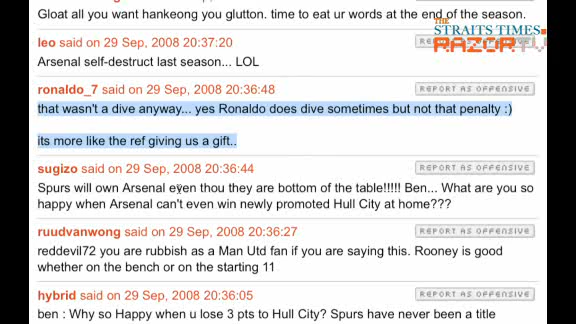 Gloat all you want hankeong you glutton. time to eat ur words at the end of the season.
THE
STRAITS TIMES
RAZORTV
leo said on 29 Sep, 2008 20:37:20
Arsenal self-destruct last season... LOL
ronaldo_7 said on 29 Sep, 2008 20:36:48
REPORT AS OFFENSIVE
that wasn't a dive anyway... yes Ronaldo does dive sometimes but not that penalty :)
its more like the ref giving us a gift..
sugizo said on 29 Sep, 2008 20:36:44
REPORT AS OFFENSIVE
Spurs will own Arsenal even thou they are bottom of the table!!!!! Ben... What are you so
happy when Arsenal can't even win newly promoted Hull City at home???
ruudvanwong said on 29 Sep, 2008 20:36:27
REPORT AS OFFENSIVE
reddevil72 you are rubbish as a Man Utd fan if you are saying this. Rooney is good
whether on the bench or on the starting 11
hybrid said on 29 Sep, 2008 20:36:05
REPORT AS OFFENSIVE
ben : Why so Happy when u lose 3 pts to Hull City? Spurs have never been a title